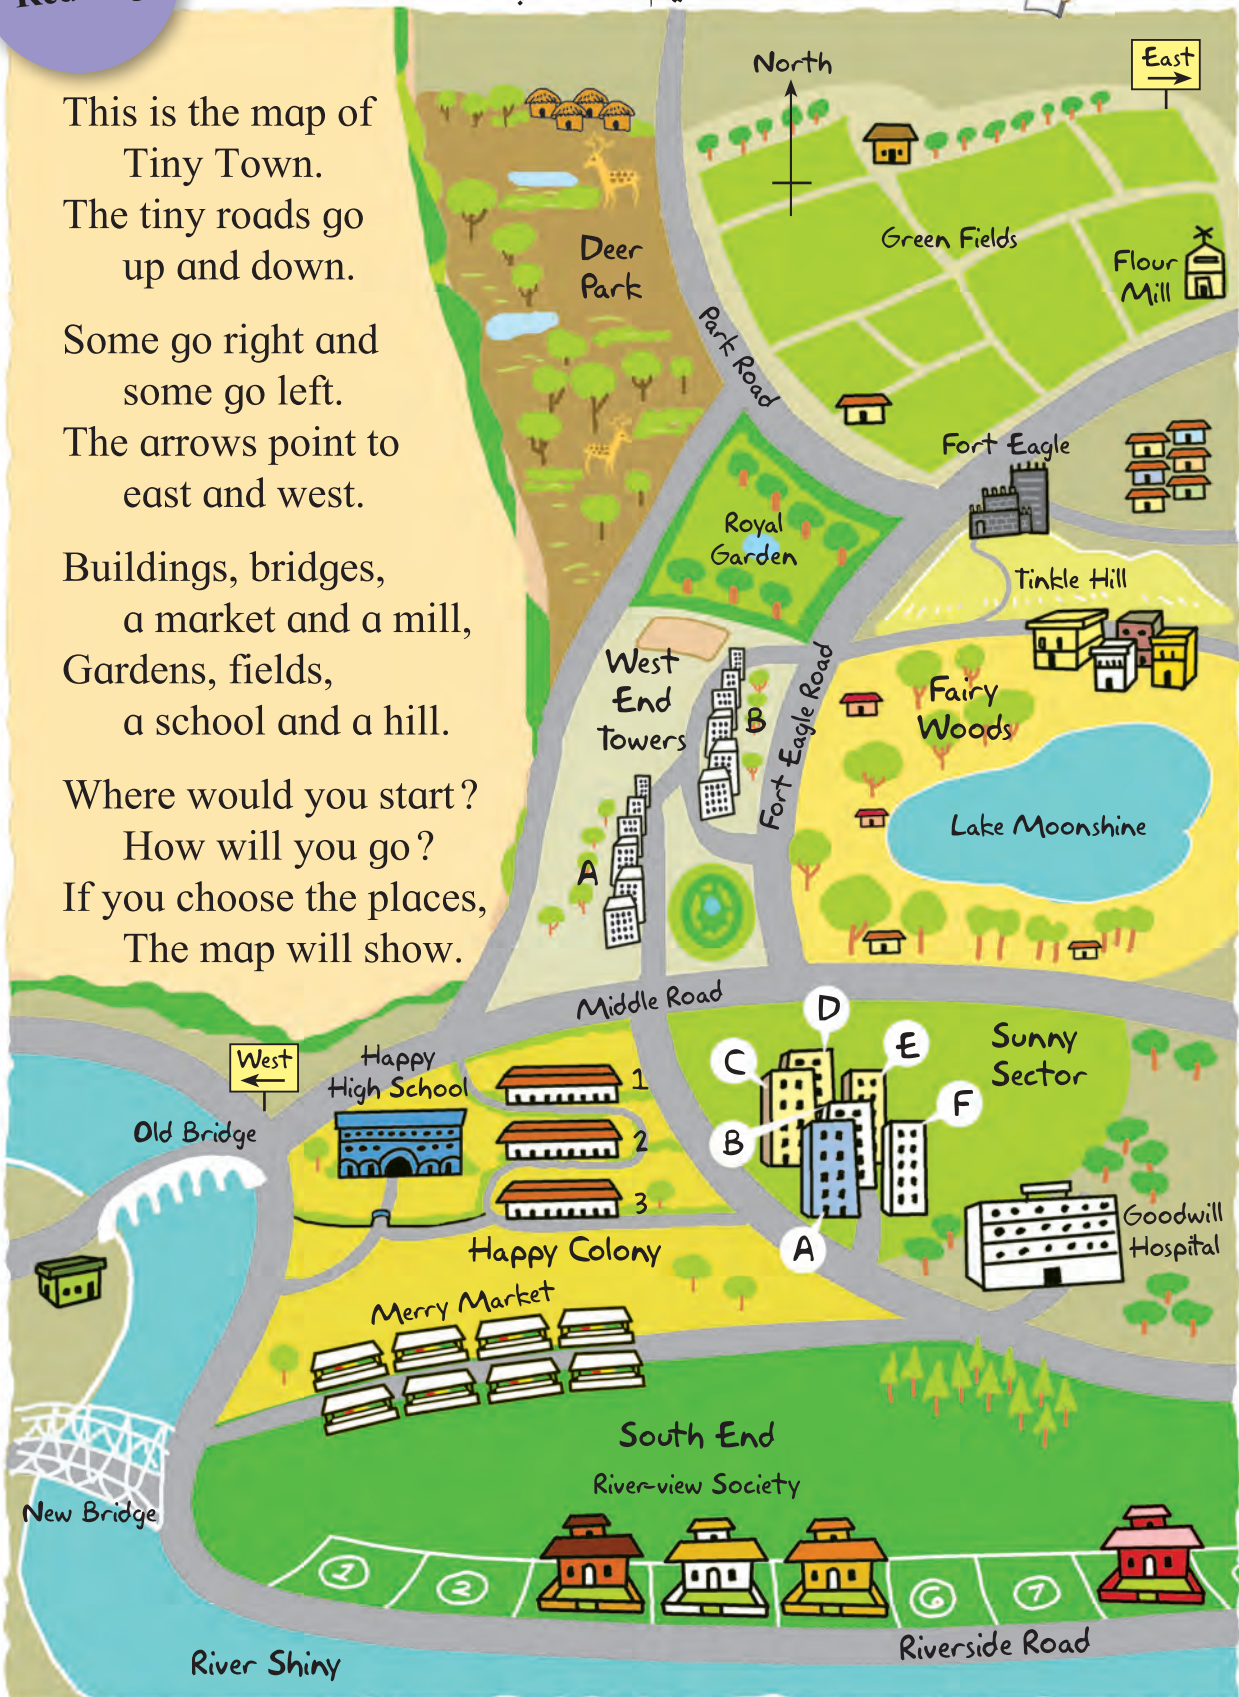 This is the map of
Tiny Town.
The tiny roads go
up and down.
Some go right and
some go left.
The arrows point to
east and west.
Buildings, bridges,
a market and a mill,
Gardens, fields,
a school and a hill.
Where would you start?
How will you go?
If you choose the places,
The map will show.
North
East
Deer
Park
Green Fields
Flour
Mill
Park Road
Fort Eagle
Royal
Garden
Tinkle Hill
West
End
Towers
B
Fort Eagle Road
Fairy
Woods
Lake Moonshine
A
Middle Road
D
Sunny
Sector
C
E
F
B
A
West
Happy
High School
1
2
3
Old Bridge
Goodwill
Hospital
Happy Colony
Merry Market
South End
River-view Society
New Bridge
1
2
6
7
Riverside Road
River Shiny